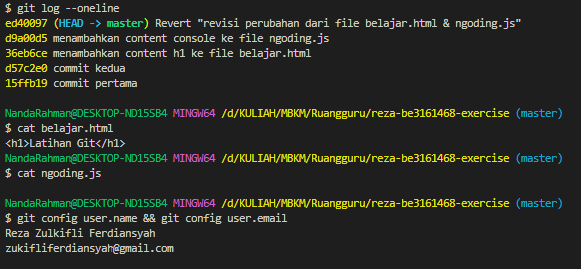 $ git log --oneline
ed40097 (HEAD -> master) Revert "revisi perubahan dari file belajar.html & ngoding.js"
d9a00d5 menambahkan content console ke file ngoding.js
36eb6ce menambahkan content h1 ke file belajar.html
d57c2e0 commit kedua
15ffb19 commit pertama
NandaRahman@DESKTOP-ND15SB4 MINGW64 /d/KULIAH/MBKM/Ruangguru/reza-be3161468-exercise (master)
$ cat belajar.html
<h1>Latihan Git</h1>
NandaRahman@DESKTOP-ND15SB4 MINGW64 /d/KULIAH/MBKM/Ruangguru/reza-be3161468-exercise (master)
$ cat ngoding.js
NandaRahman@DESKTOP-ND15SB4 MINGW64 /d/KULIAH/MBKM/Ruangguru/reza-be3161468-exercise (master)
$ git config user.name && git config user.email
Reza Zulkifli Ferdiansyah
zukifliferdiansyah@gmail.com